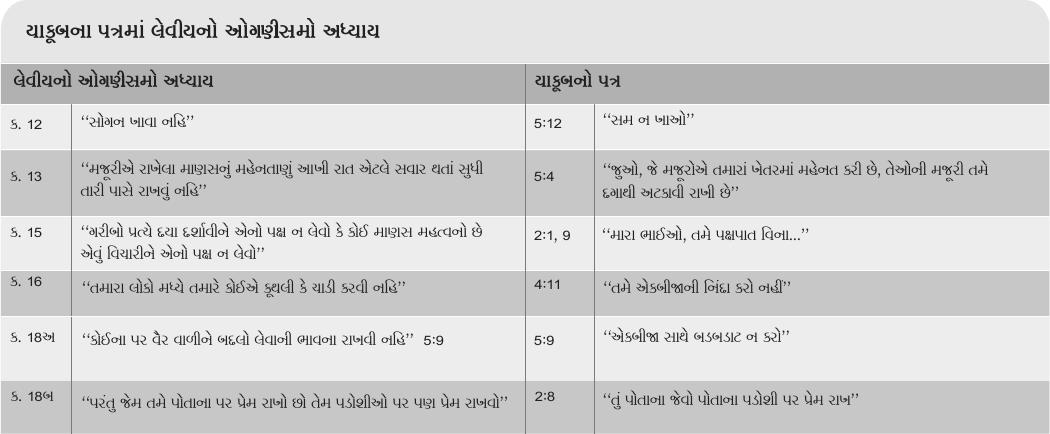 યાકૂબના પત્રમાં લેવીયનો ઓગણીસમો અધ્યાય
લેવીયનો ઓગણીસમો અધ્યાય
યાકૂબનો પત્ર
ક. 12
“સોગન ખાવા નહિ”
5:12
“સમ ન ખાઓ”
ક. 13
“મજૂરીએ રાખેલા માણસનું મહેનતાણું આખી રાત એટલે સવાર થતાં સુધી
તારી પાસે રાખવું નહિ”
5:4
“જુઓ, જે મજૂરોએ તમારાં ખેતરમાં મહેનત કરી છે, તેઓની મજૂરી તમે
દગાથી અટકાવી રાખી છે”
ક. 15
“ગરીબો પ્રત્યે દયા દર્શાવીને એનો પક્ષ ન લેવો કે કોઈ માણસ મહત્વનો છે
એવું વિચારીને એનો પક્ષ ન લેવો”
2:1, 9
“મારા ભાઈઓ, તમે પક્ષપાત વિના...”
ક. 16
“તમારા લોકો મધ્યે તમારે કોઈએ કૂથલી કે ચાડી કરવી નહિ”
4:11
“તમે એકબીજાની નિંદા કરો નહીં”
ક. 18અ
“કોઈના પર વૈર વાળીને બદલો લેવાની ભાવના રાખવી નહિ” 5:9
5:9
“એકબીજા સાથે બડબડાટ ન કરો”
ક. 18બ
“પરંતુ જેમ તમે પોતાના પર પ્રેમ રાખો છો તેમ પડોશીઓ પર પણ પ્રેમ રાખવો”
2:8
“તું પોતાના જેવો પોતાના પડોશી પર પ્રેમ રાખ”